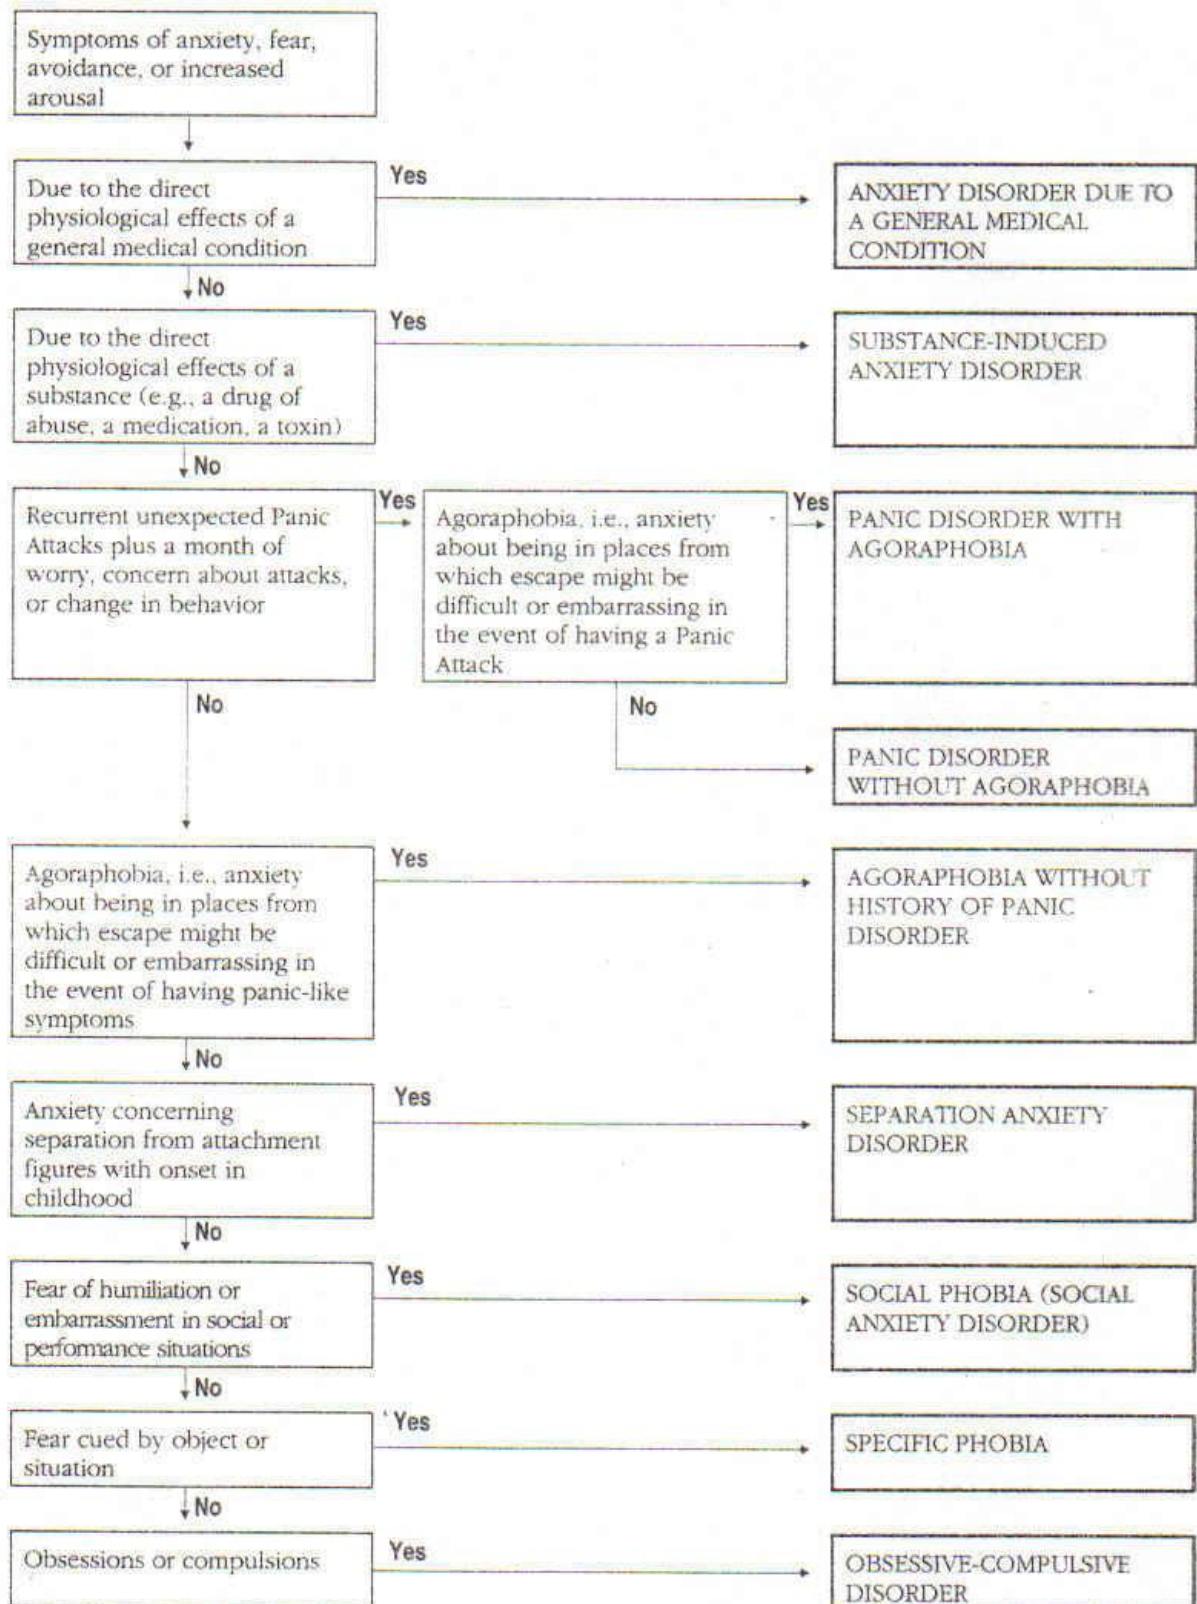 Symptoms of anxiety, fear,
avoidance, or increased
arousal
Due to the direct
physiological effects of a
general medical condition
Yes
ANXIETY DISORDER DUE TO
A GENERAL MEDICAL
CONDITION
No
Due to the direct
physiological effects of a
substance (e.g., a drug of
abuse, a medication, a toxin)
Yes
SUBSTANCE-INDUCED
ANXIETY DISORDER
No
Recurrent unexpected Panic
Attacks plus a month of
worry, concern about attacks,
or change in behavior
Yes
Agoraphobia, i.e., anxiety
about being in places from
which escape might be
difficult or embarrassing in
the event of having a Panic
Attack
Yes
PANIC DISORDER WITH
AGORAPHOBIA
No
No
PANIC DISORDER
WITHOUT AGORAPHOBIA
Agoraphobia, i.e., anxiety
about being in places from
which escape might be
difficult or embarrassing in
the event of having panic-like
symptoms
Yes
AGORAPHOBIA WITHOUT
HISTORY OF PANIC
DISORDER
No
Anxiety concerning
separation from attachment
figures with onset in
childhood
Yes
SEPARATION ANXIETY
DISORDER
No
Fear of humiliation or
embarrassment in social or
performance situations
Yes
SOCIAL PHOBIA (SOCIAL
ANXIETY DISORDER)
No
Fear cued by object or
situation
Yes
SPECIFIC PHOBIA
No
Obsessions or compulsions
Yes
OBSESSIVE-COMPULSIVE
DISORDER